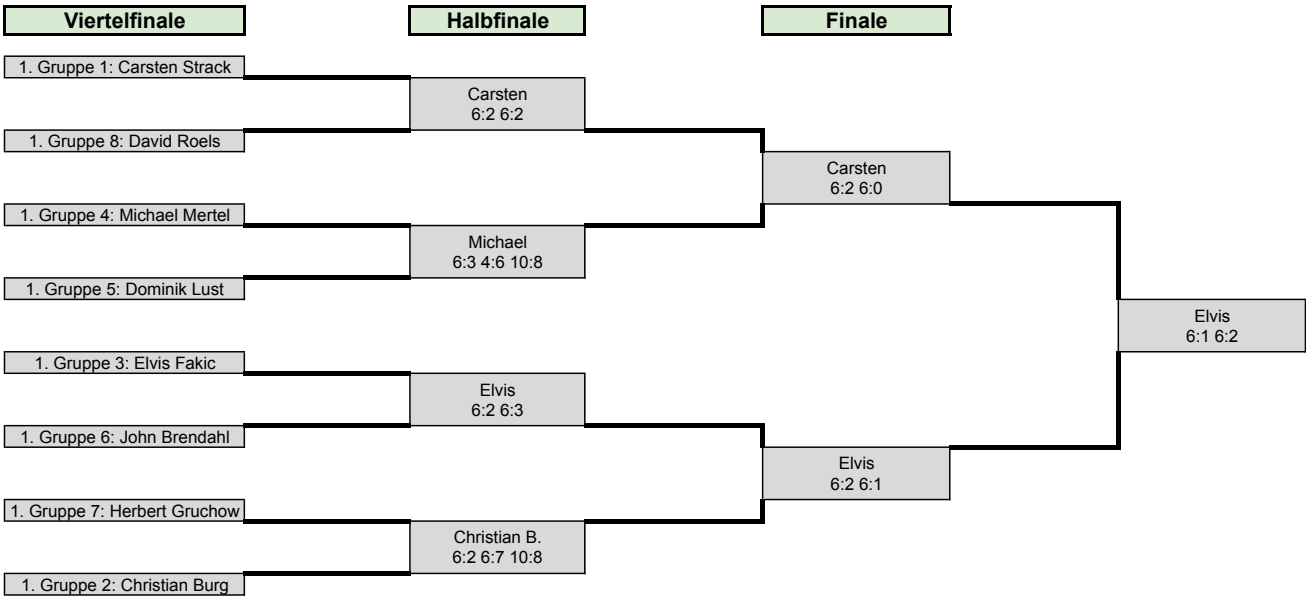 Viertelfinale
Halbfinale
Finale
1. Gruppe 1: Carsten Strack
Carsten
6:2 6:2
1. Gruppe 8: David Roels
Carsten
6:2 6:0
1. Gruppe 4: Michael Mertel
Michael
6:3 4:6 10:8
1. Gruppe 5: Dominik Lust
Elvis
6:1 6:2
1. Gruppe 3: Elvis Fakic
Elvis
6:2 6:3
1. Gruppe 6: John Brendahl
Elvis
6:2 6:1
1. Gruppe 7: Herbert Gruchow
Christian B.
6:2 6:7 10:8
1. Gruppe 2: Christian Burg